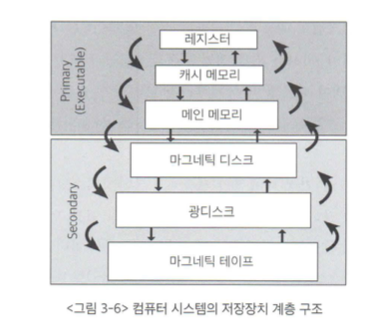 Primary
(Executable)
레지스터
캐시 메모리
메인 메모리
Secondary
마그네틱 디스크
광디스크
마그네틱 테이프
<그림 3-6> 컴퓨터 시스템의 저장장치 계층 구조